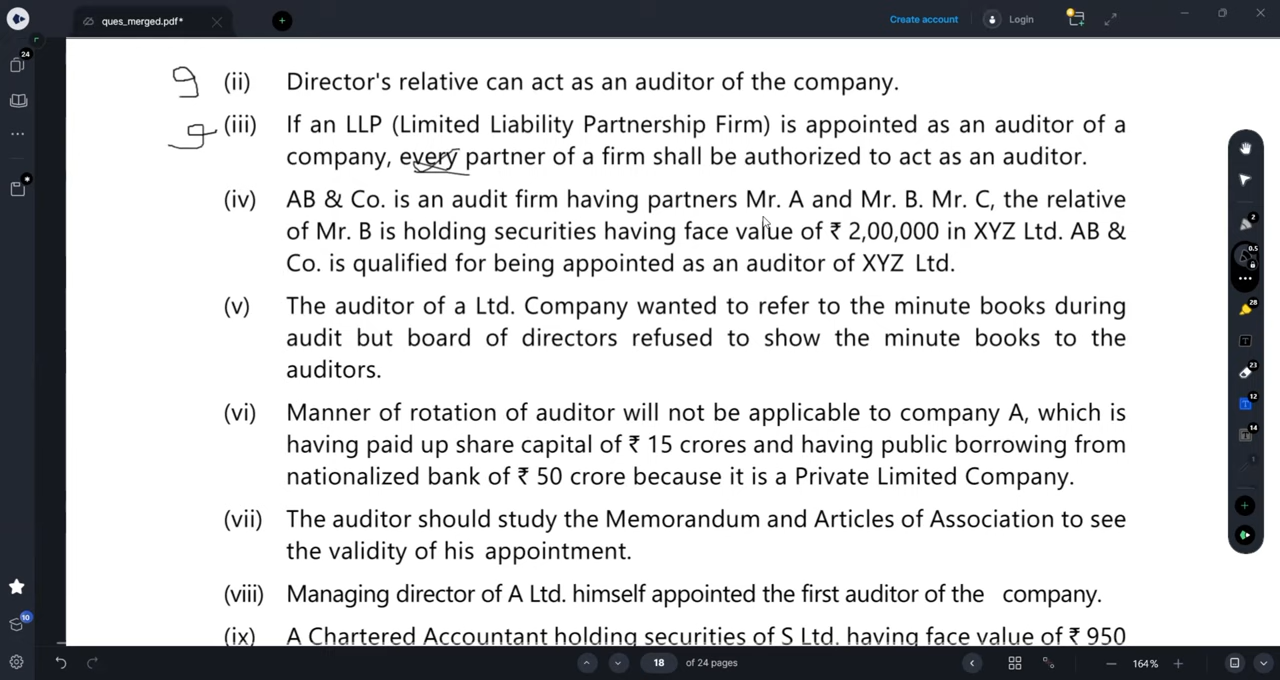 ques_merged.pdf*
Create account
Login
24
(ii) Director's relative can act as an auditor of the company.
(iii) If an LLP (Limited Liability Partnership Firm) is appointed as an auditor of a
company, every partner of a firm shall be authorized to act as an auditor.
(iv) AB & Co. is an audit firm having partners Mr. A and Mr. B. Mr. C, the relative
of Mr. B is holding securities having face value of ₹ 2,00,000 in XYZ Ltd. AB &
Co. is qualified for being appointed as an auditor of XYZ Ltd.
(v) The auditor of a Ltd. Company wanted to refer to the minute books during
audit but board of directors refused to show the minute books to the
auditors.
(vi) Manner of rotation of auditor will not be applicable to company A, which is
having paid up share capital of ₹ 15 crores and having public borrowing from
nationalized bank of ₹ 50 crore because it is a Private Limited Company.
(vii) The auditor should study the Memorandum and Articles of Association to see
the validity of his appointment.
(viii) Managing director of A Ltd. himself appointed the first auditor of the company.
(ix) A Chartered Accountant holding securities of S Ltd. having face value of ₹ 950
2
0.5
28
23
12
14
10
18 of 24 pages
164%